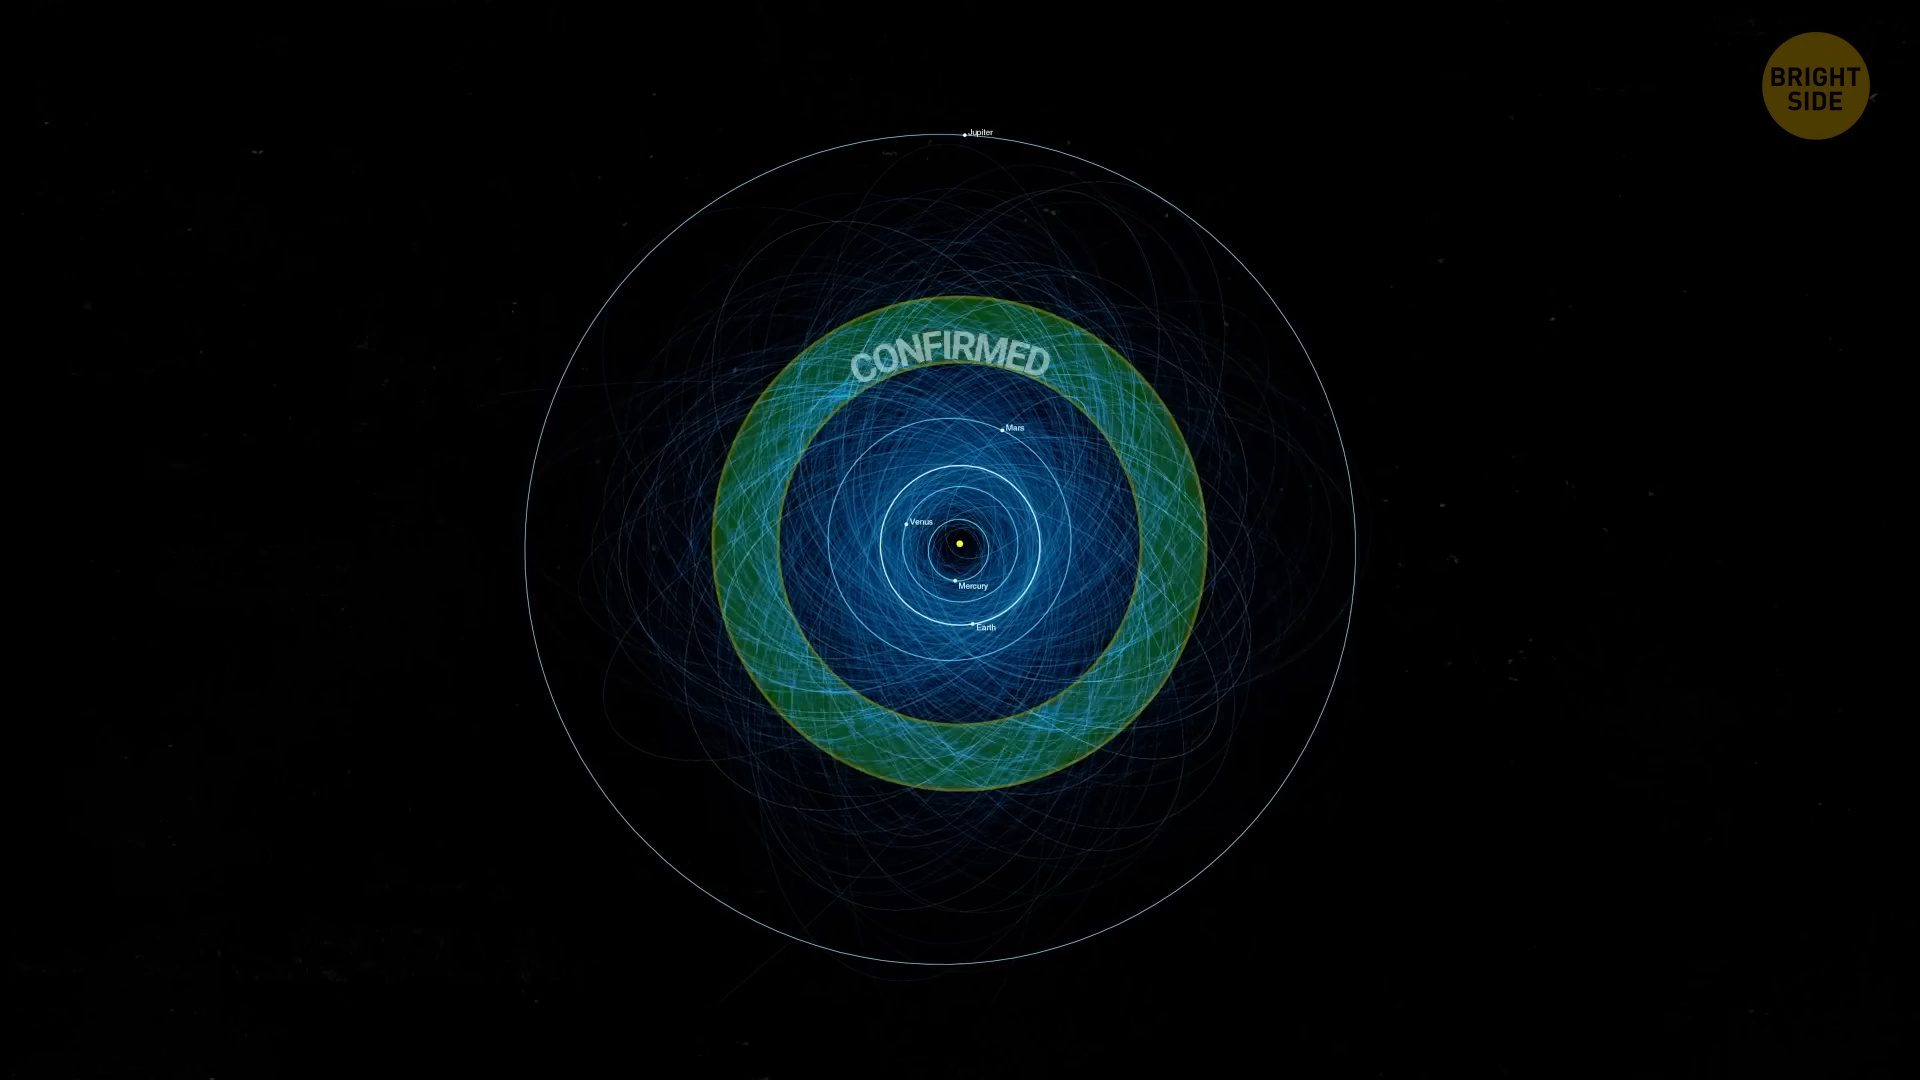 BRIGHT
SIDE
Jupiter
CONFIRMED
Mars
Venus
Mercury
Earth